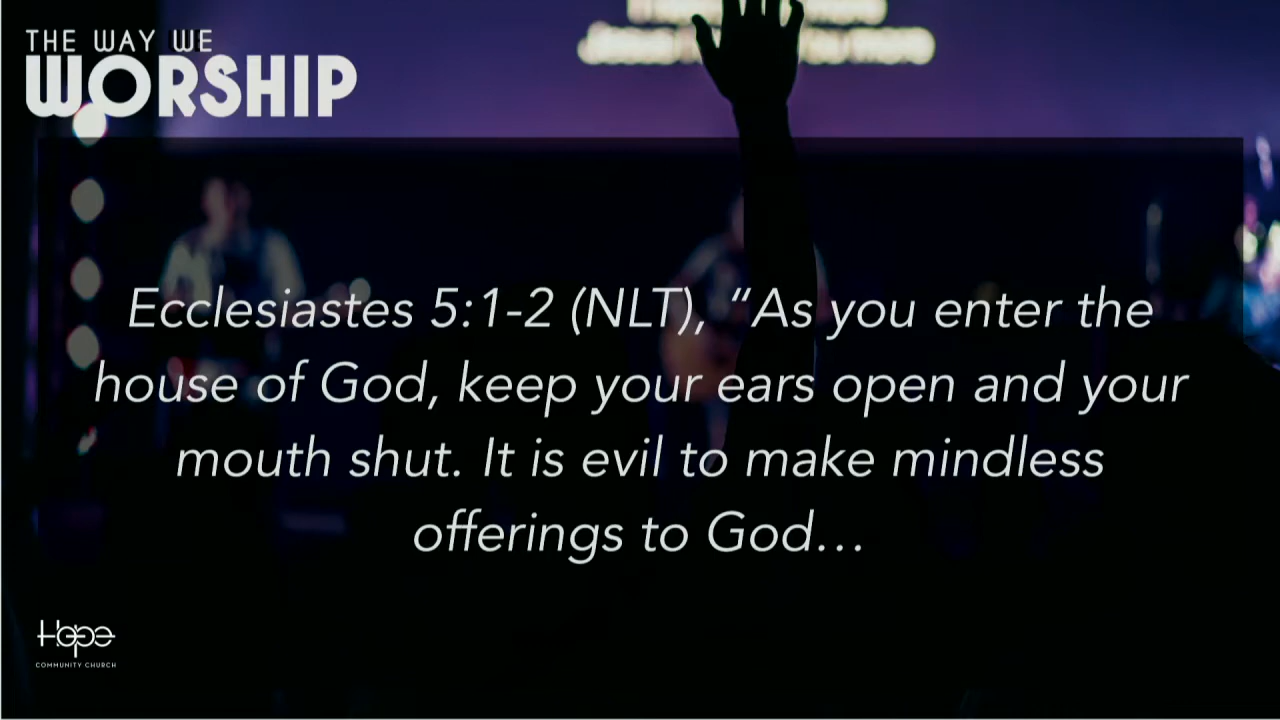 THE WAY WE
WORSHIP
Ecclesiastes 5:1-2 (NLT), “As you enter the
house of God, keep your ears open and your
mouth shut. It is evil to make mindless
offerings to God…
Hope
COMMUNITY CHURCH